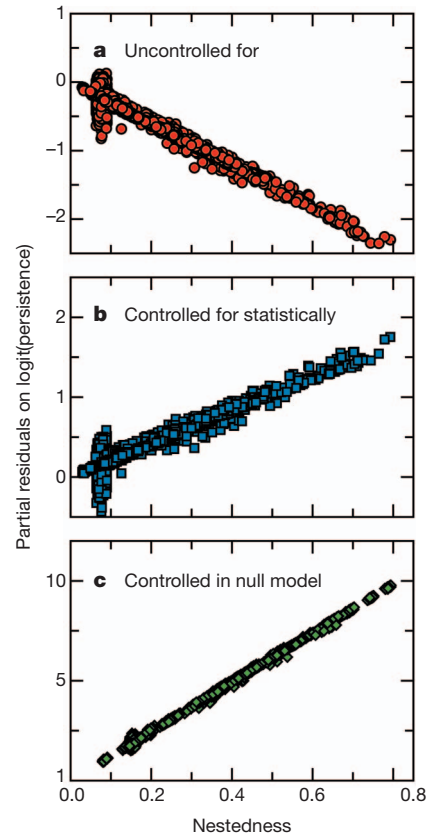 Partial residuals on logit(persistence)
1
a Uncontrolled for
0
−1
−2
b Controlled for statistically
2
1
0
c Controlled in null model
10
5
1
0.0 0.2 0.4 0.6 0.8
Nestedness